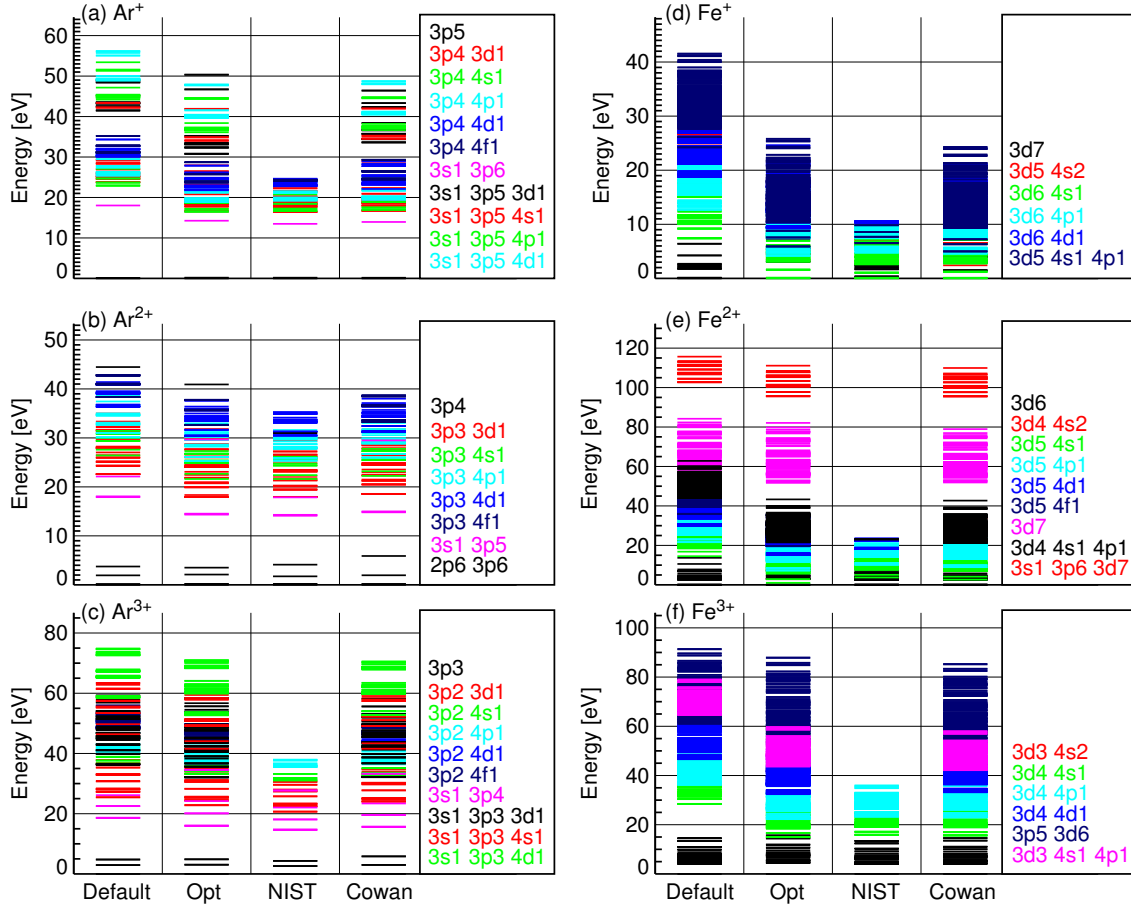 (a) Ar+
60
50
40
30
20
10
0
Energy [eV]
3p5
3p4 3d1
3p4 4s1
3p4 4p1
3p4 4d1
3p4 4f1
3s1 3p6
3s1 3p5 3d1
3s1 3p5 4s1
3s1 3p5 4p1
3s1 3p5 4d1
(b) Ar2+
50
40
30
20
10
0
Energy [eV]
3p4
3p3 3d1
3p3 4s1
3p3 4p1
3p3 4d1
3p3 4f1
3s1 3p5
2p6 3p6
(c) Ar3+
80
60
40
20
0
Energy [eV]
3p3
3p2 3d1
3p2 4s1
3p2 4p1
3p2 4d1
3p2 4f1
3s1 3p4
3s1 3p3 3d1
3s1 3p3 4s1
3s1 3p3 4d1
Default Opt NIST Cowan
(d) Fe+
40
30
20
10
0
Energy [eV]
3d7
3d5 4s2
3d6 4s1
3d6 4p1
3d6 4d1
3d5 4s1 4p1
(e) Fe2+
120
100
80
60
40
20
0
Energy [eV]
3d6
3d4 4s2
3d5 4s1
3d5 4p1
3d5 4d1
3d5 4f1
3d7
3d4 4s1 4p1
3s1 3p6 3d7
(f) Fe3+
100
80
60
40
20
0
Energy [eV]
3d3 4s2
3d4 4s1
3d4 4p1
3d4 4d1
3p5 3d6
3d3 4s1 4p1
Default Opt NIST Cowan